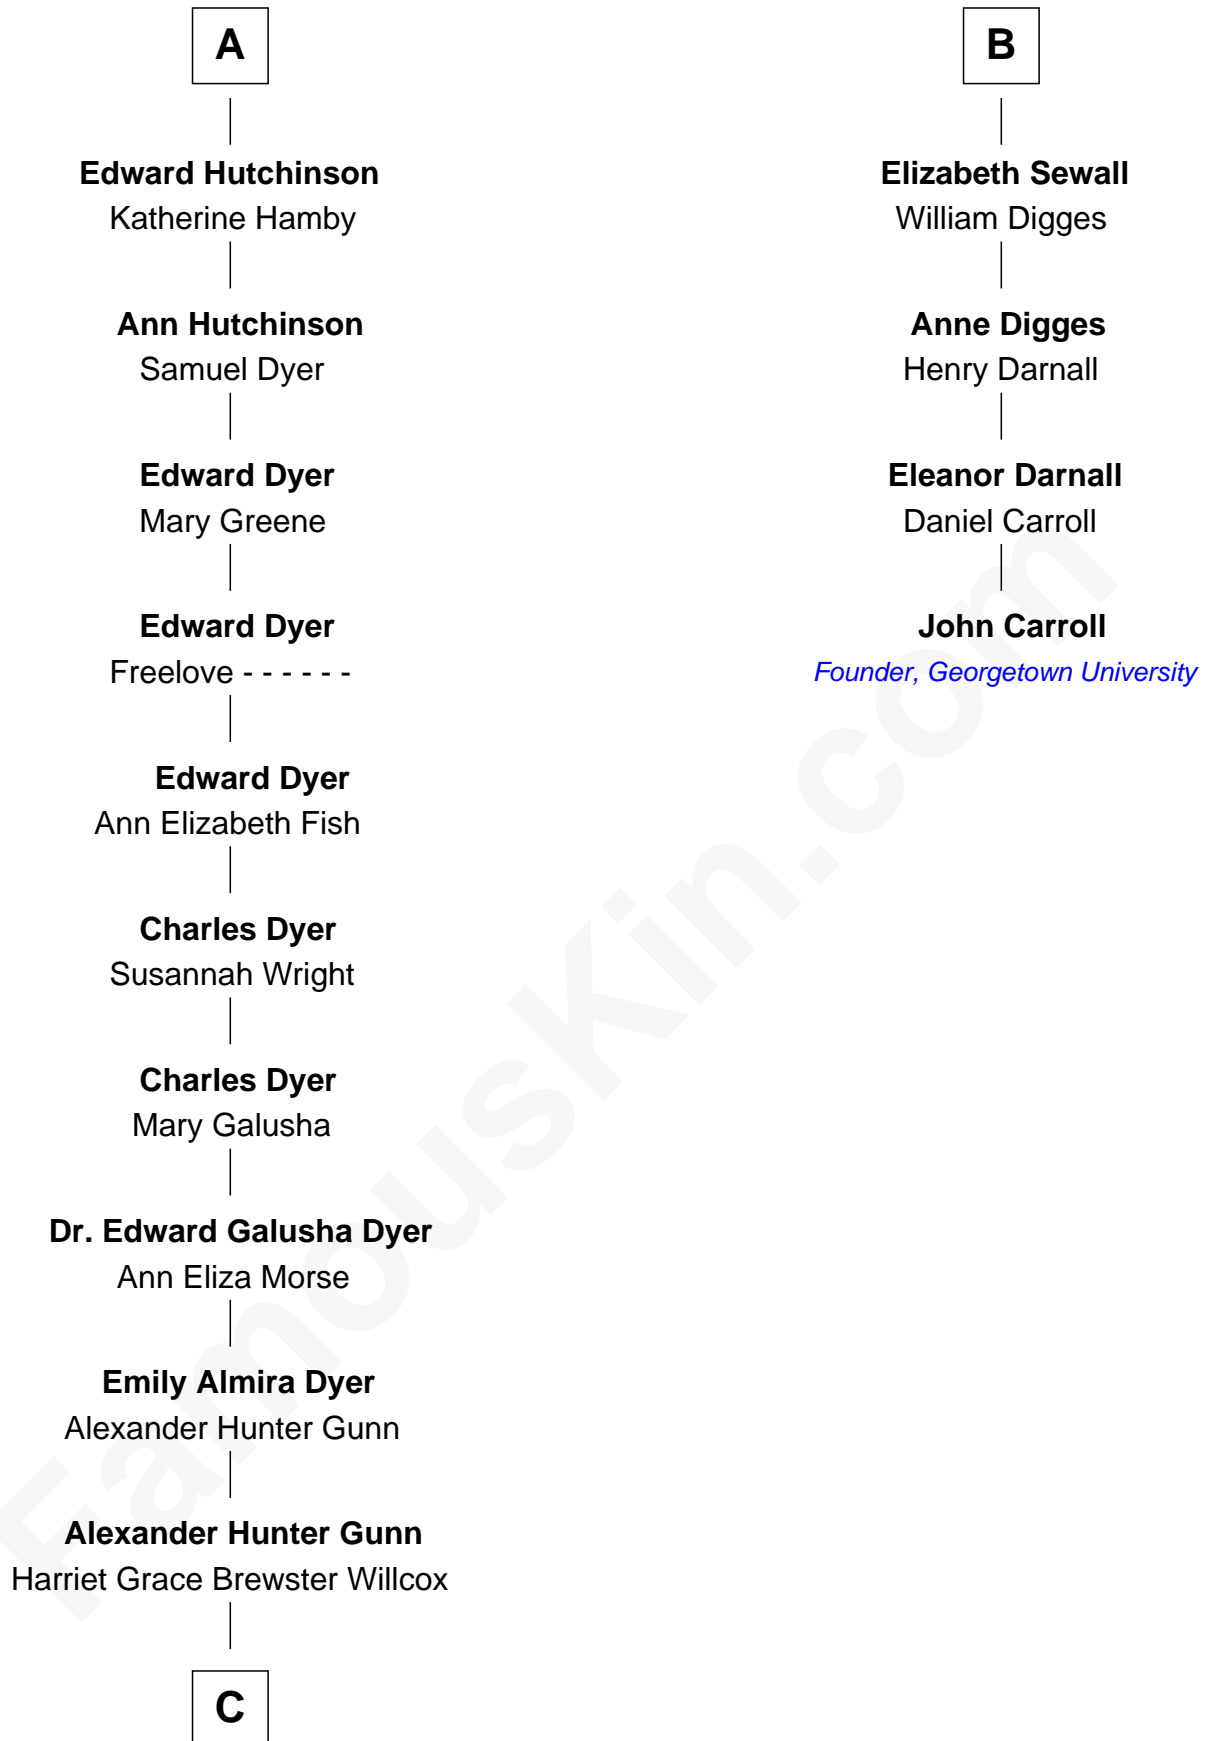 A
Edward Hutchinson
Katherine Hamby
Ann Hutchinson
Samuel Dyer
Edward Dyer
Mary Greene
Edward Dyer
Freelove - - - - - -
Edward Dyer
Ann Elizabeth Fish
Charles Dyer
Susannah Wright
Charles Dyer
Mary Galusha
Dr. Edward Galusha Dyer
Ann Eliza Morse
Emily Almira Dyer
Alexander Hunter Gunn
Alexander Hunter Gunn
Harriet Grace Brewster Willcox
C
B
Elizabeth Sewall
William Digges
Anne Digges
Henry Darnall
Eleanor Darnall
Daniel Carroll
John Carroll
Founder, Georgetown University
FamousKin.com